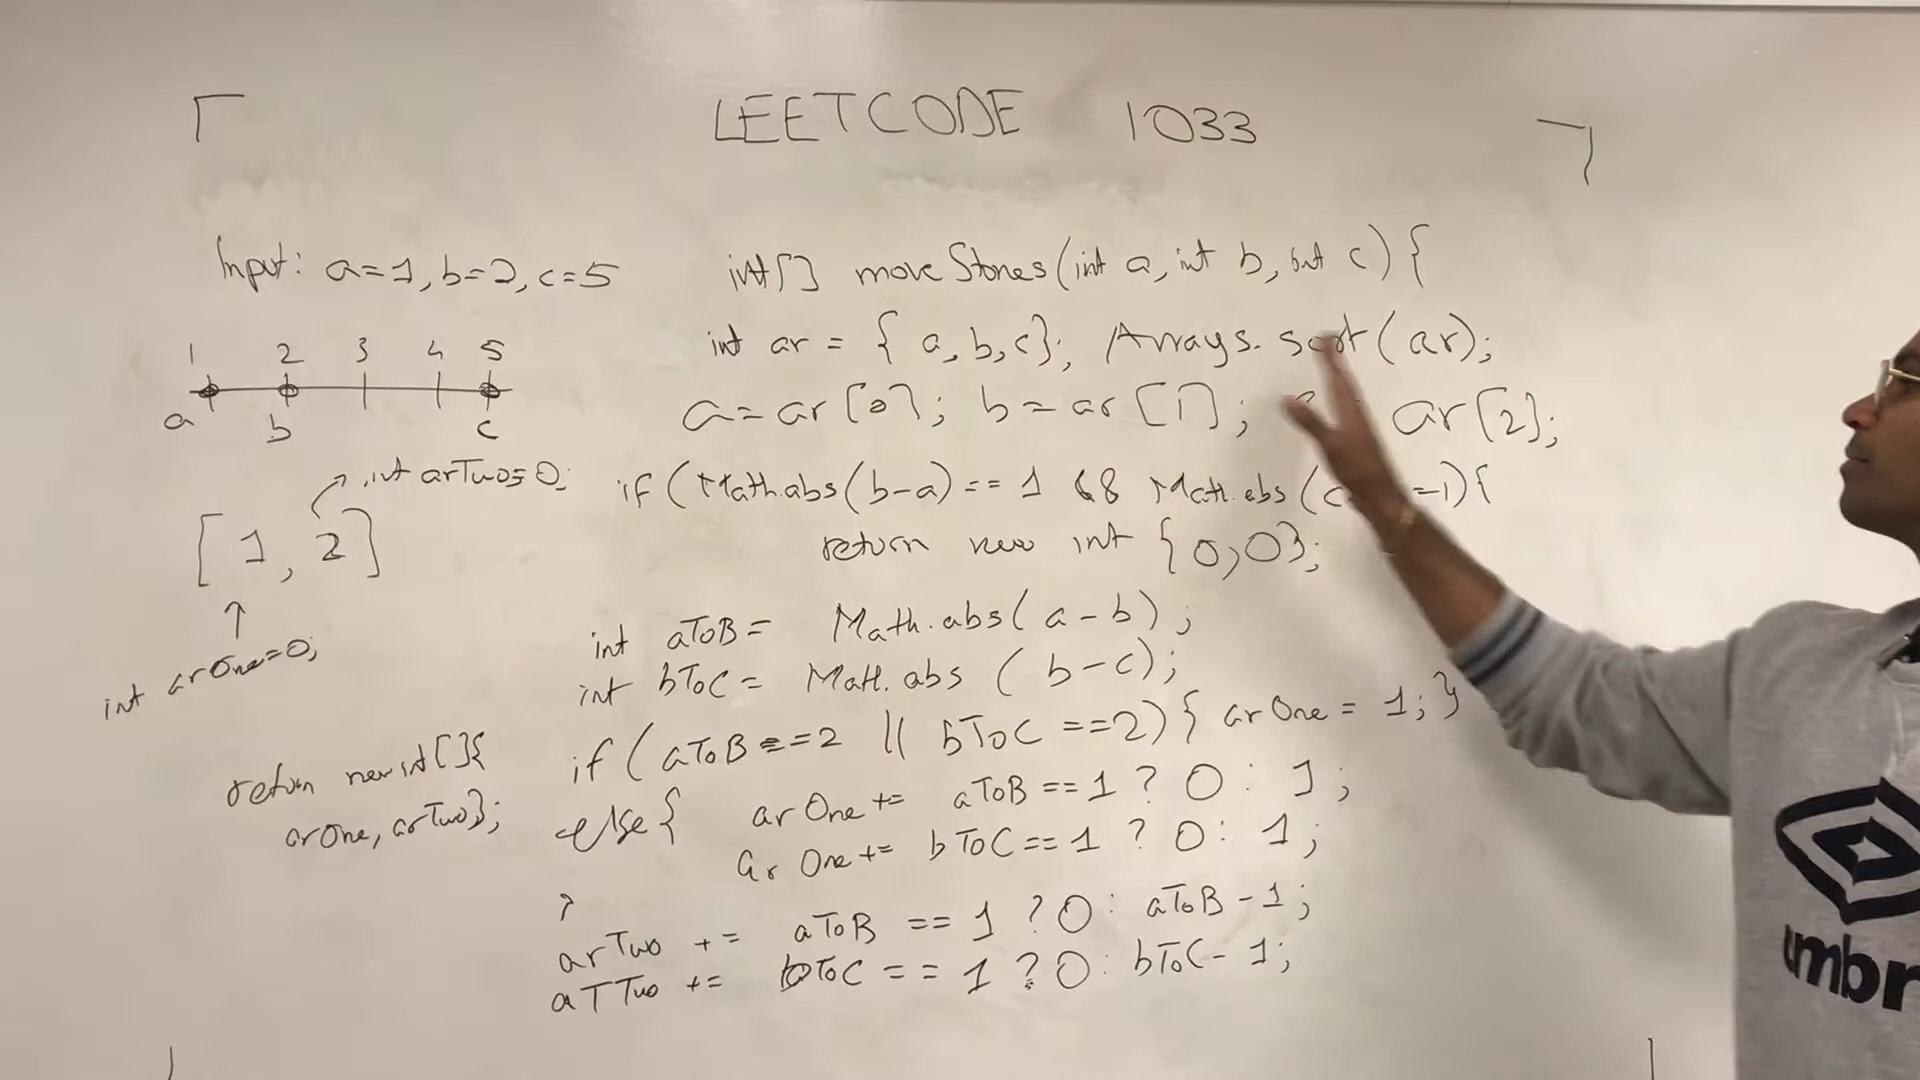 LEETCODE 1033
Input: a=1, b=2, c=5
1 2 3 4 5
a b c
int arTwo=0;
[1, 2]
int arOne=0;
return new int[]{
arOne, arTwo};
int[] moveStones(int a, int b, int c) {
int ar = {a, b, c}; Arrays.sort(ar);
a=ar[0]; b=ar[1]; ar[2];
if (Math.abs(b-a)==1 && Math.abs(c =1){
return new int {0,0};
int aToB= Math.abs(a-b);
int bToC= Math.abs (b-c);
if (aToB==2 || bToC ==2){ arOne = 1; }
else{ arOne += aToB==1 ? 0 : 1;
arOne += bToC==1 ? 0 : 1;
}
arTwo += aToB == 1 ? 0 : aToB-1;
arTwo += bToC == 1 ? 0 : bToC-1;
umbr